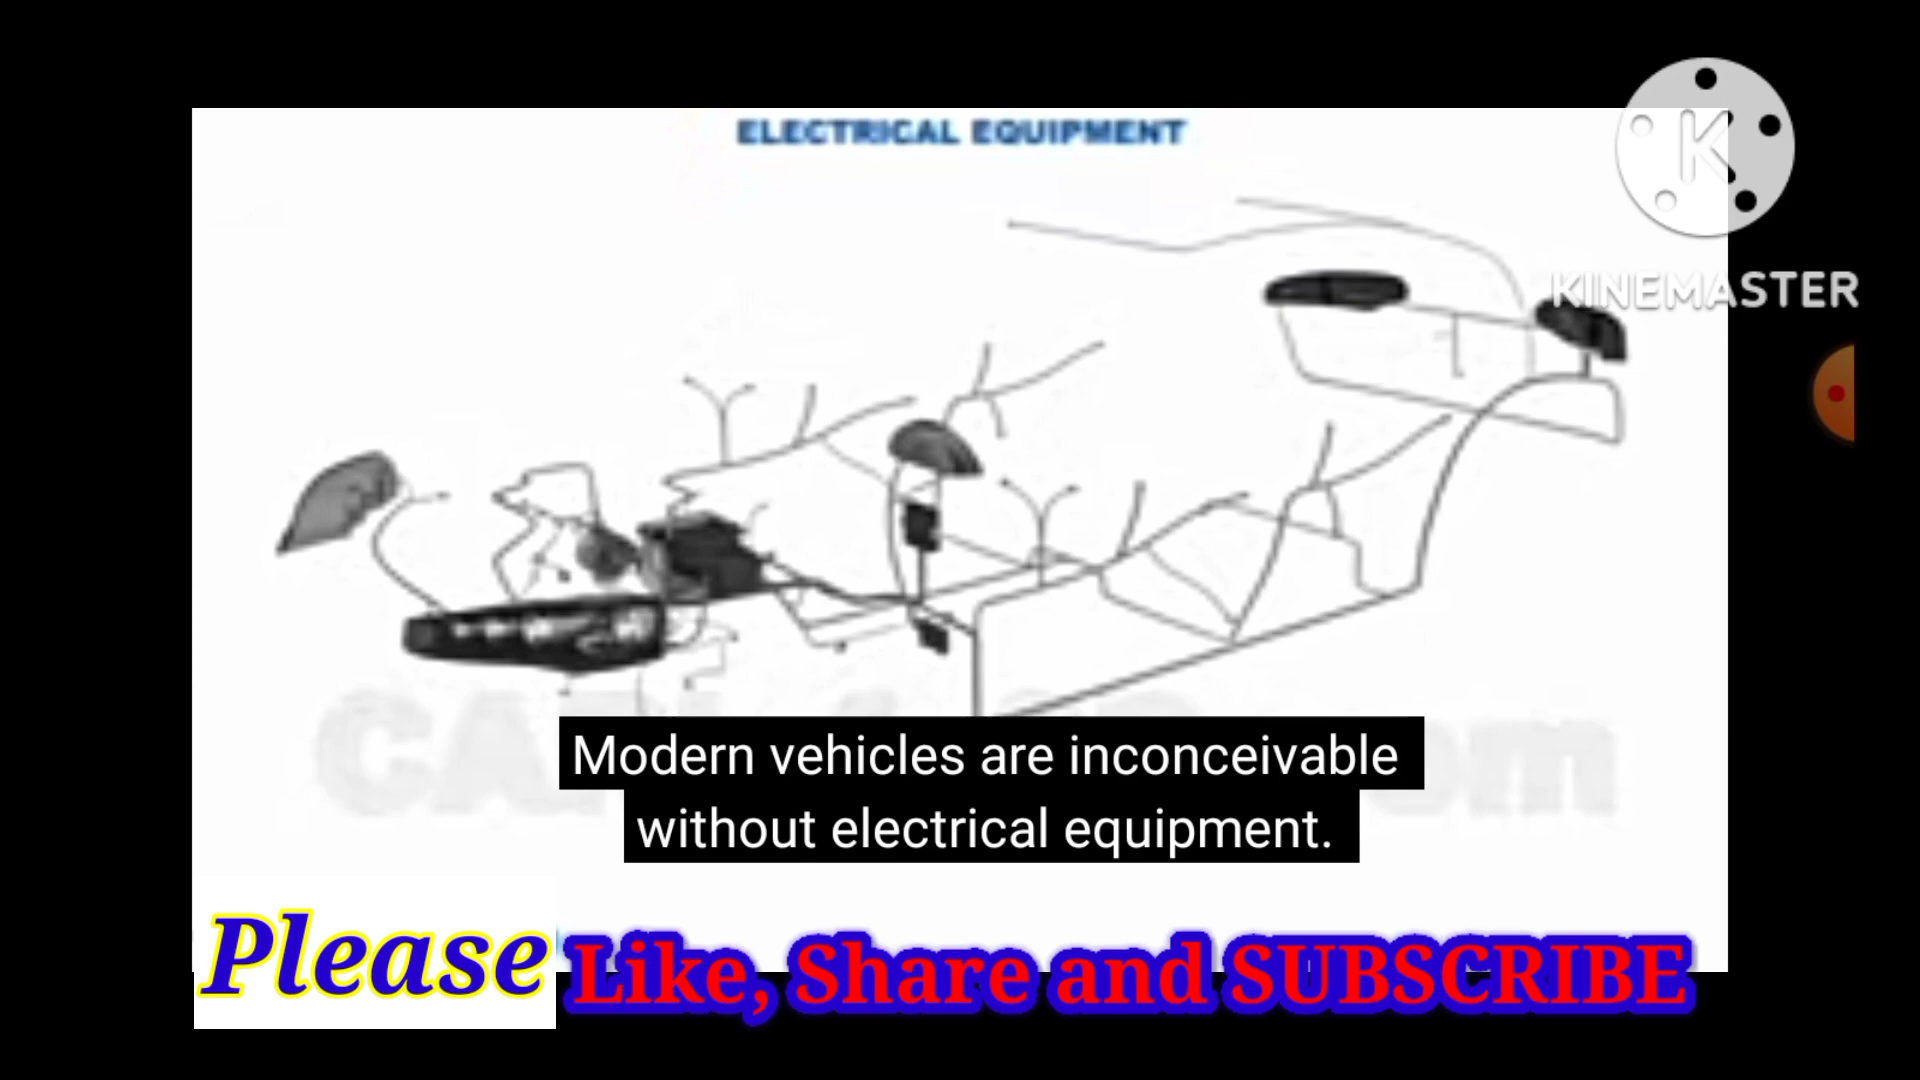 ELECTRICAL EQUIPMENT
K
KINEMASTER
Modern vehicles are inconceivable
without electrical equipment.
Please Like, Share and SUBSCRIBE